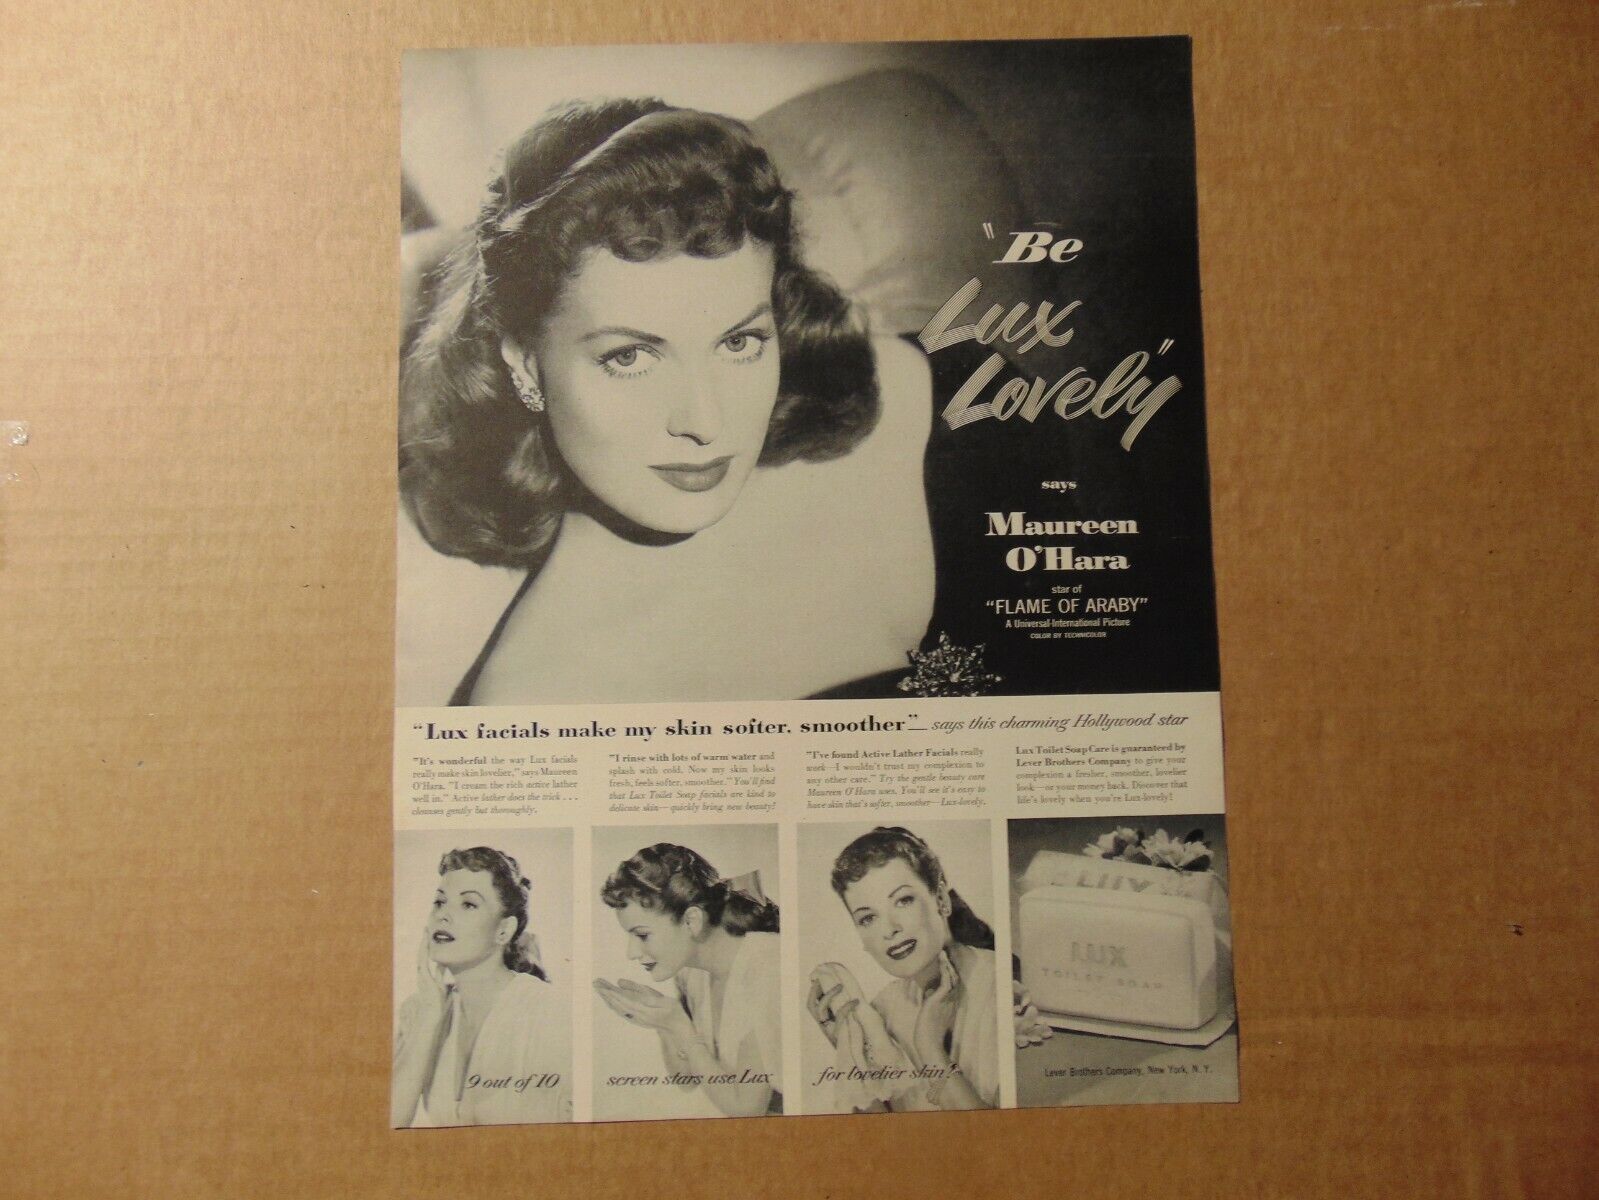 "Be
Lux
Lovely"
says
Maureen
O'Hara
star of
"FLAME OF ARABY"
A Universal-International Picture
COLOR BY TECHNICOLOR
"Lux facials make my skin softer, smoother"— says this charming Hollywood star
"It's wonderful the way Lux facials
really make skin lovelier," says Maureen
O'Hara. "I cream the rich active lather
well in." Active lather does the trick . . .
cleanses gently but thoroughly.
"I rinse with lots of warm water and
splash with cold. Now my skin looks
fresh, feels softer, smoother." You'll find
that Lux Toilet Soap facials are kind to
delicate skin—quickly bring new beauty!
"I've found Active Lather Facials really
work—I wouldn't trust my complexion to
any other care." Try the gentle beauty care
Maureen O'Hara uses. You'll see it's easy to
have skin that's softer, smoother—Lux-lovely.
Lux Toilet Soap Care is guaranteed by
Lever Brothers Company to give your
complexion a fresher, smoother, lovelier
look—or your money back. Discover that
life's lovely when you're Lux-lovely!
LUX
LUX
TOILET SOAP
9 out of 10
screen stars use Lux
for lovelier skin!
Lever Brothers Company, New York, N. Y.